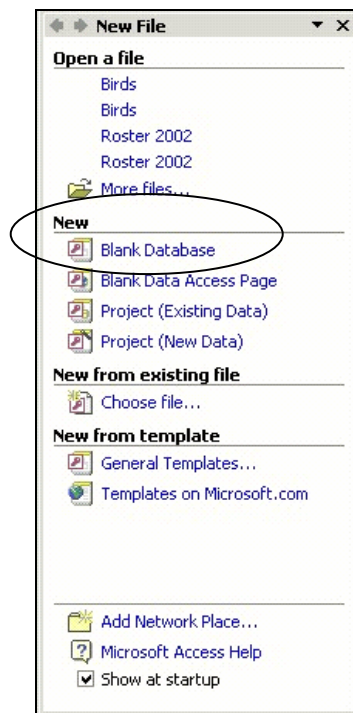 New File
Open a file
Birds
Birds
Roster 2002
Roster 2002
More files...
New
Blank Database
Blank Data Access Page
Project (Existing Data)
Project (New Data)
New from existing file
Choose file...
New from template
General Templates...
Templates on Microsoft.com
Add Network Place...
Microsoft Access Help
Show at startup